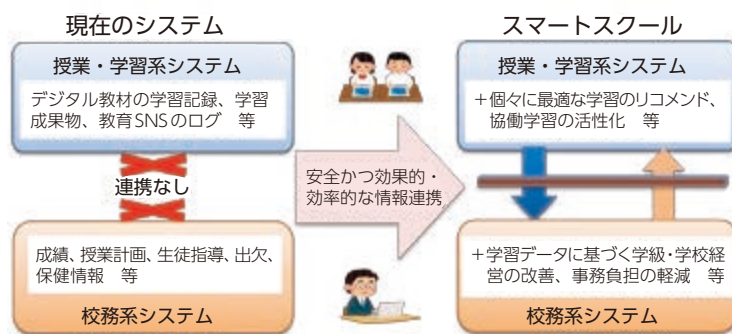 現在のシステム
授業・学習系システム
デジタル教材の学習記録、学習
成果物、教育SNSのログ　等
連携なし
成績、授業計画、生徒指導、出欠、
保健情報　等
校務系システム
安全かつ効果的・
効率的な情報連携
スマートスクール
授業・学習系システム
＋個々に最適な学習のリコメンド、
協働学習の活性化　等
＋学習データに基づく学級・学校経
営の改善、事務負担の軽減　等
校務系システム